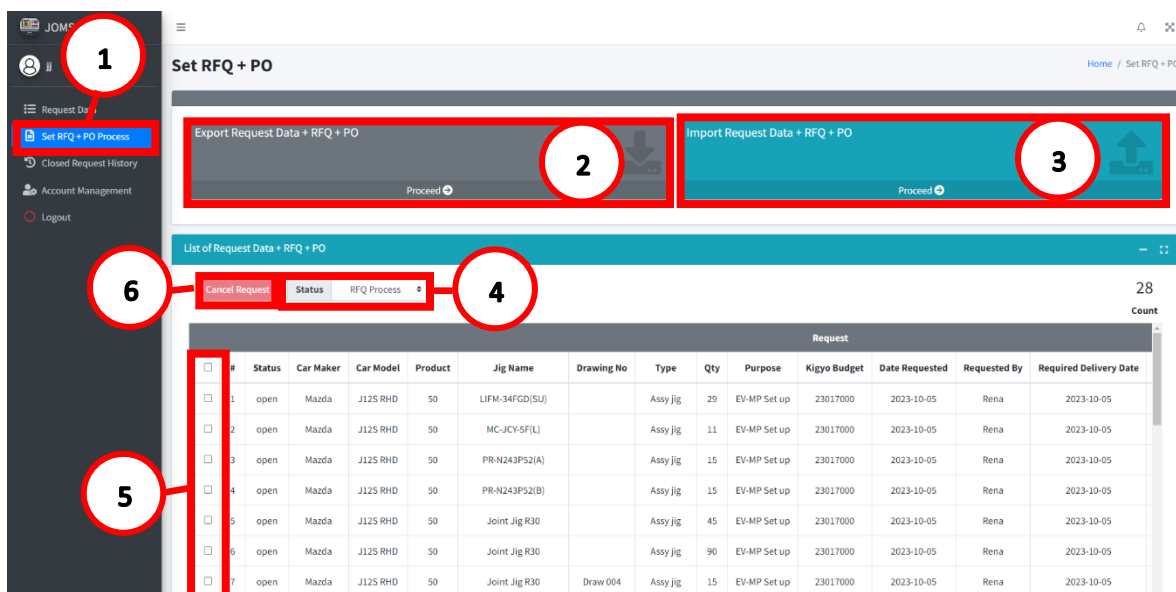 JOMS
1
jj
Set RFQ + PO
Home / Set RFQ + PO
Request Data
Set RFQ + PO Process
Closed Request History
Account Management
Logout
Export Request Data + RFQ + PO
2
Proceed
Import Request Data + RFQ + PO
3
Proceed
List of Request Data + RFQ + PO
6
Cancel Request
Status RFQ Process
4
28
Count
Request
# Status Car Maker Car Model Product Jig Name Drawing No Type Qty Purpose Kigyo Budget Date Requested Requested By Required Delivery Date
1 open Mazda J12S RHD 50 LIFM-34FGD(SU) Assy jig 29 EV-MP Set up 23017000 2023-10-05 Rena 2023-10-05
2 open Mazda J12S RHD 50 MC-JCY-5F(L) Assy jig 11 EV-MP Set up 23017000 2023-10-05 Rena 2023-10-05
3 open Mazda J12S RHD 50 PR-N243P52(A) Assy jig 15 EV-MP Set up 23017000 2023-10-05 Rena 2023-10-05
4 open Mazda J12S RHD 50 PR-N243P52(B) Assy jig 15 EV-MP Set up 23017000 2023-10-05 Rena 2023-10-05
5
5 open Mazda J12S RHD 50 Joint Jig R30 Assy jig 45 EV-MP Set up 23017000 2023-10-05 Rena 2023-10-05
6 open Mazda J12S RHD 50 Joint Jig R30 Assy jig 90 EV-MP Set up 23017000 2023-10-05 Rena 2023-10-05
7 open Mazda J12S RHD 50 Joint Jig R30 Draw 004 Assy jig 15 EV-MP Set up 23017000 2023-10-05 Rena 2023-10-05